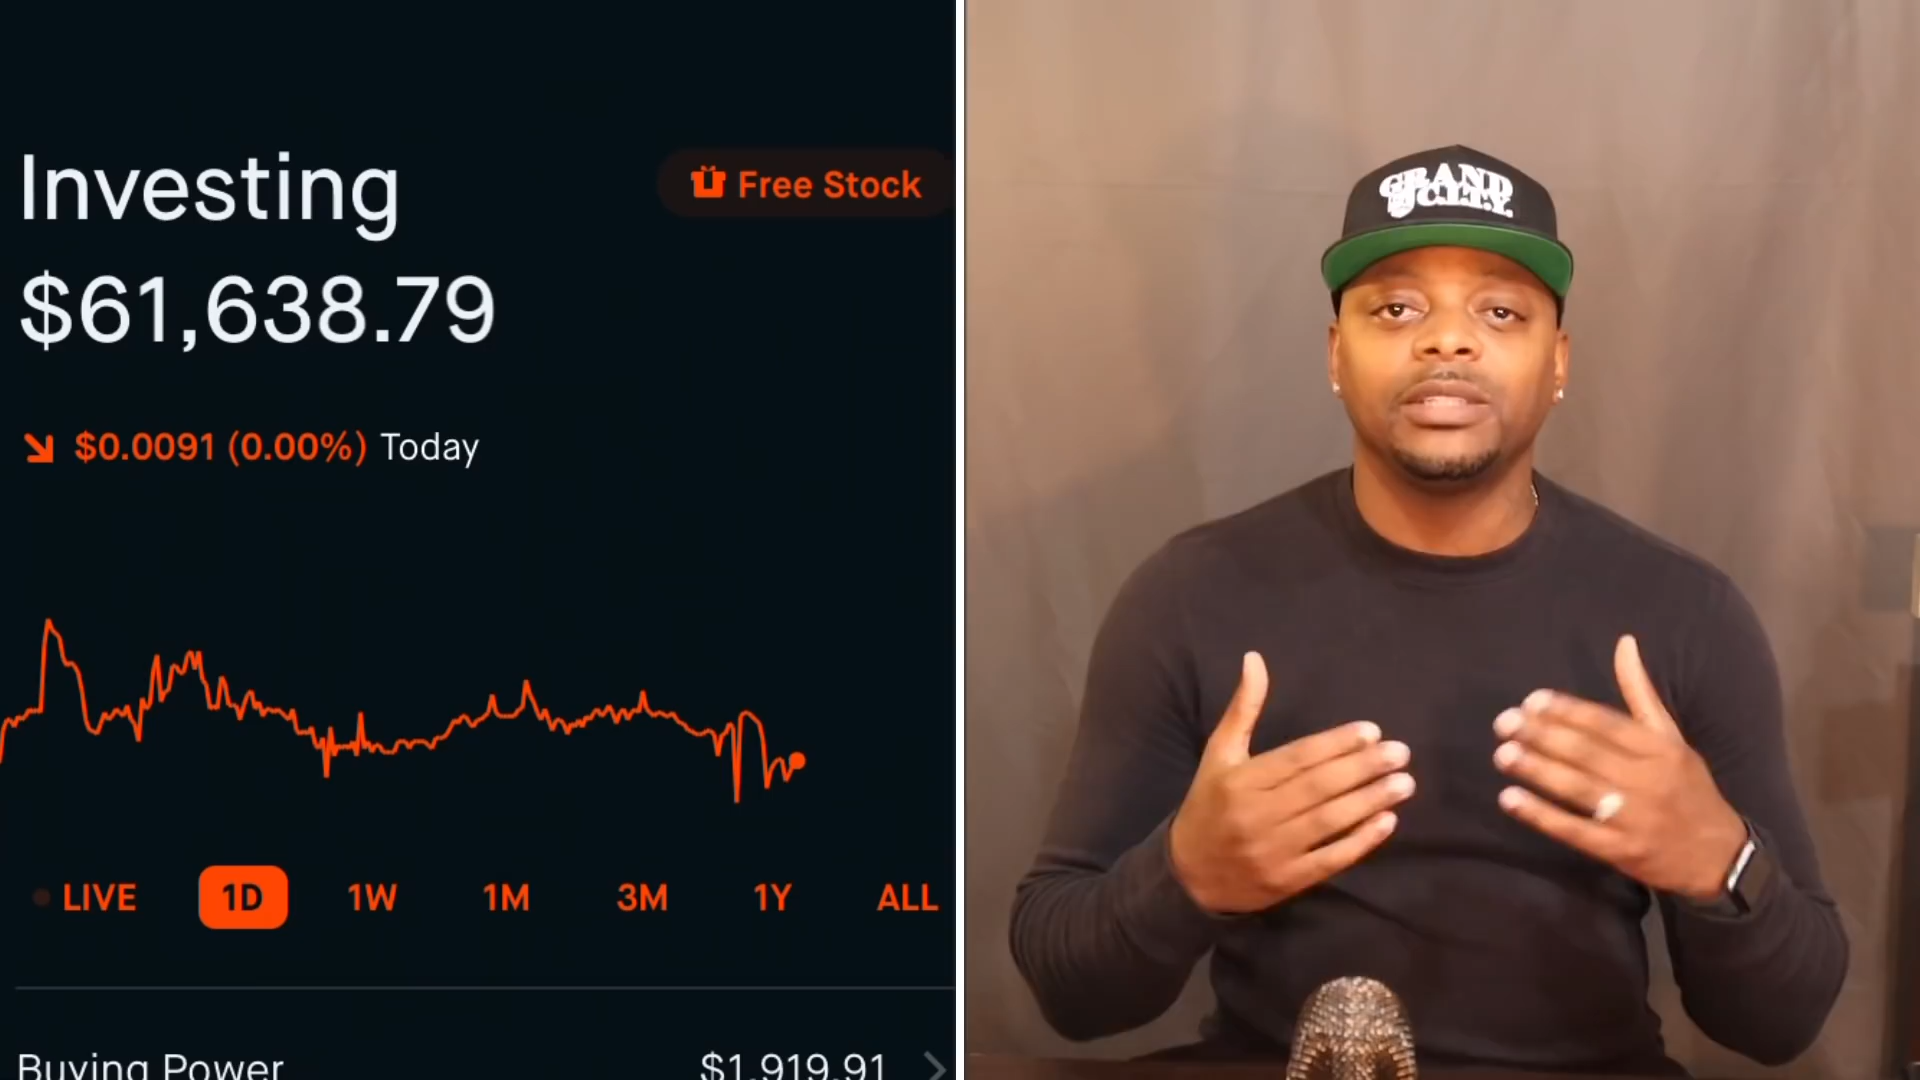 Investing
Free Stock
$61,638.79
$0.0091 (0.00%) Today
LIVE
1D
1W
1M
3M
1Y
ALL
Buying Power
$1,919.91
GRAND
CITY